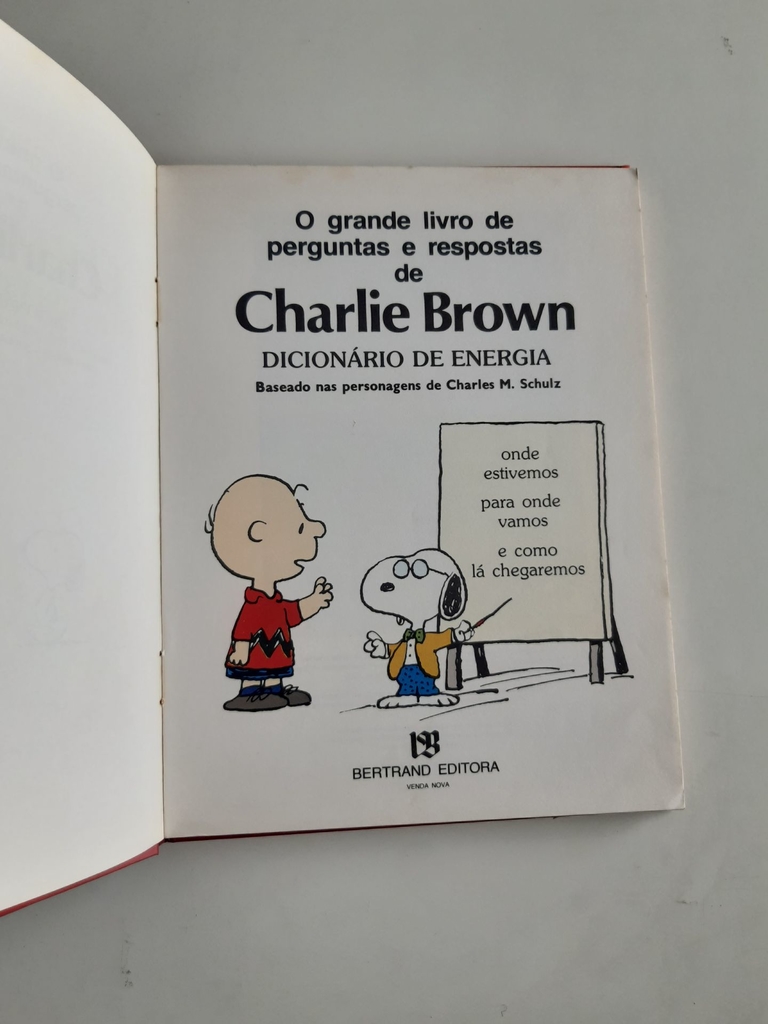 O grande livro de
perguntas e respostas
de
Charlie Brown
DICIONÁRIO DE ENERGIA
Baseado nas personagens de Charles M. Schulz
onde
estivemos
para onde
vamos
e como
lá chegaremos
BERTRAND EDITORA
VENDA NOVA